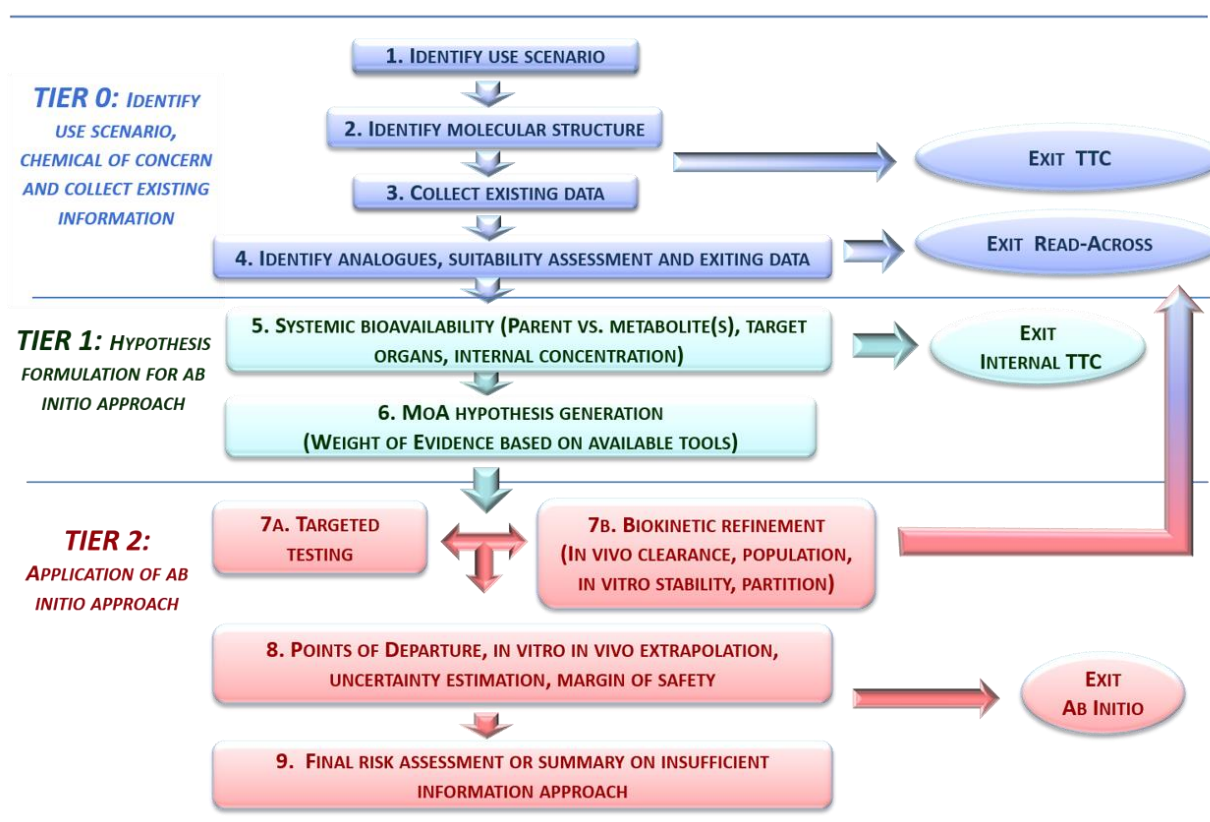 1. IDENTIFY USE SCENARIO
TIER 0: IDENTIFY
USE SCENARIO,
CHEMICAL OF CONCERN
AND COLLECT EXISTING
INFORMATION
2. IDENTIFY MOLECULAR STRUCTURE
EXIT TTC
3. COLLECT EXISTING DATA
EXIT READ-ACROSS
4. IDENTIFY ANALOGUES, SUITABILITY ASSESSMENT AND EXITING DATA
TIER 1: HYPOTHESIS
FORMULATION FOR AB
INITIO APPROACH
5. SYSTEMIC BIOAVAILABILITY (PARENT VS. METABOLITE(S), TARGET
ORGANS, INTERNAL CONCENTRATION)
EXIT
INTERNAL TTC
6. MOA HYPOTHESIS GENERATION
(WEIGHT OF EVIDENCE BASED ON AVAILABLE TOOLS)
TIER 2:
APPLICATION OF AB
INITIO APPROACH
7A. TARGETED
TESTING
7B. BIOKINETIC REFINEMENT
(IN VIVO CLEARANCE, POPULATION,
IN VITRO STABILITY, PARTITION)
8. POINTS OF DEPARTURE, IN VITRO IN VIVO EXTRAPOLATION,
UNCERTAINTY ESTIMATION, MARGIN OF SAFETY
EXIT
AB INITIO
9. FINAL RISK ASSESSMENT OR SUMMARY ON INSUFFICIENT
INFORMATION APPROACH